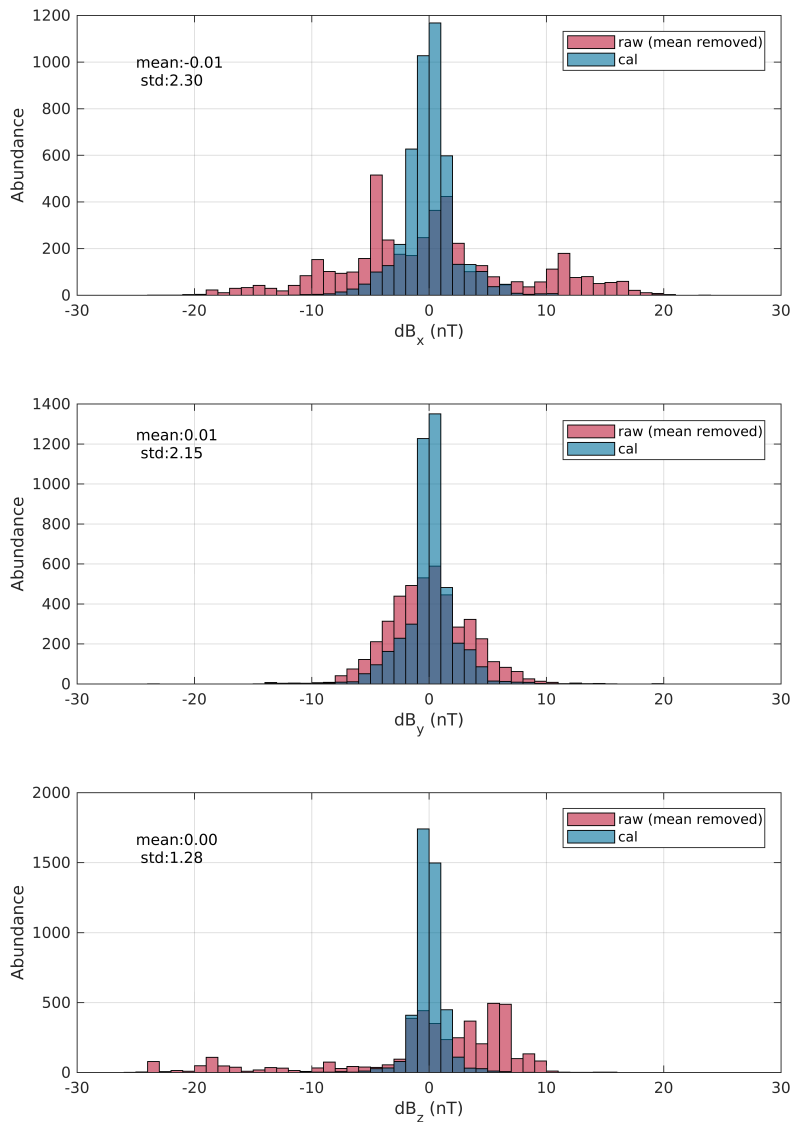 1200
1000
800
600
400
200
0
Abundance
mean:-0.01
std:2.30
raw (mean removed)
cal
-30 -20 -10 0 10 20 30
dBx (nT)
1400
1200
1000
800
600
400
200
0
Abundance
mean:0.01
std:2.15
raw (mean removed)
cal
-30 -20 -10 0 10 20 30
dBy (nT)
2000
1500
1000
500
0
Abundance
mean:0.00
std:1.28
raw (mean removed)
cal
-30 -20 -10 0 10 20 30
dBz (nT)